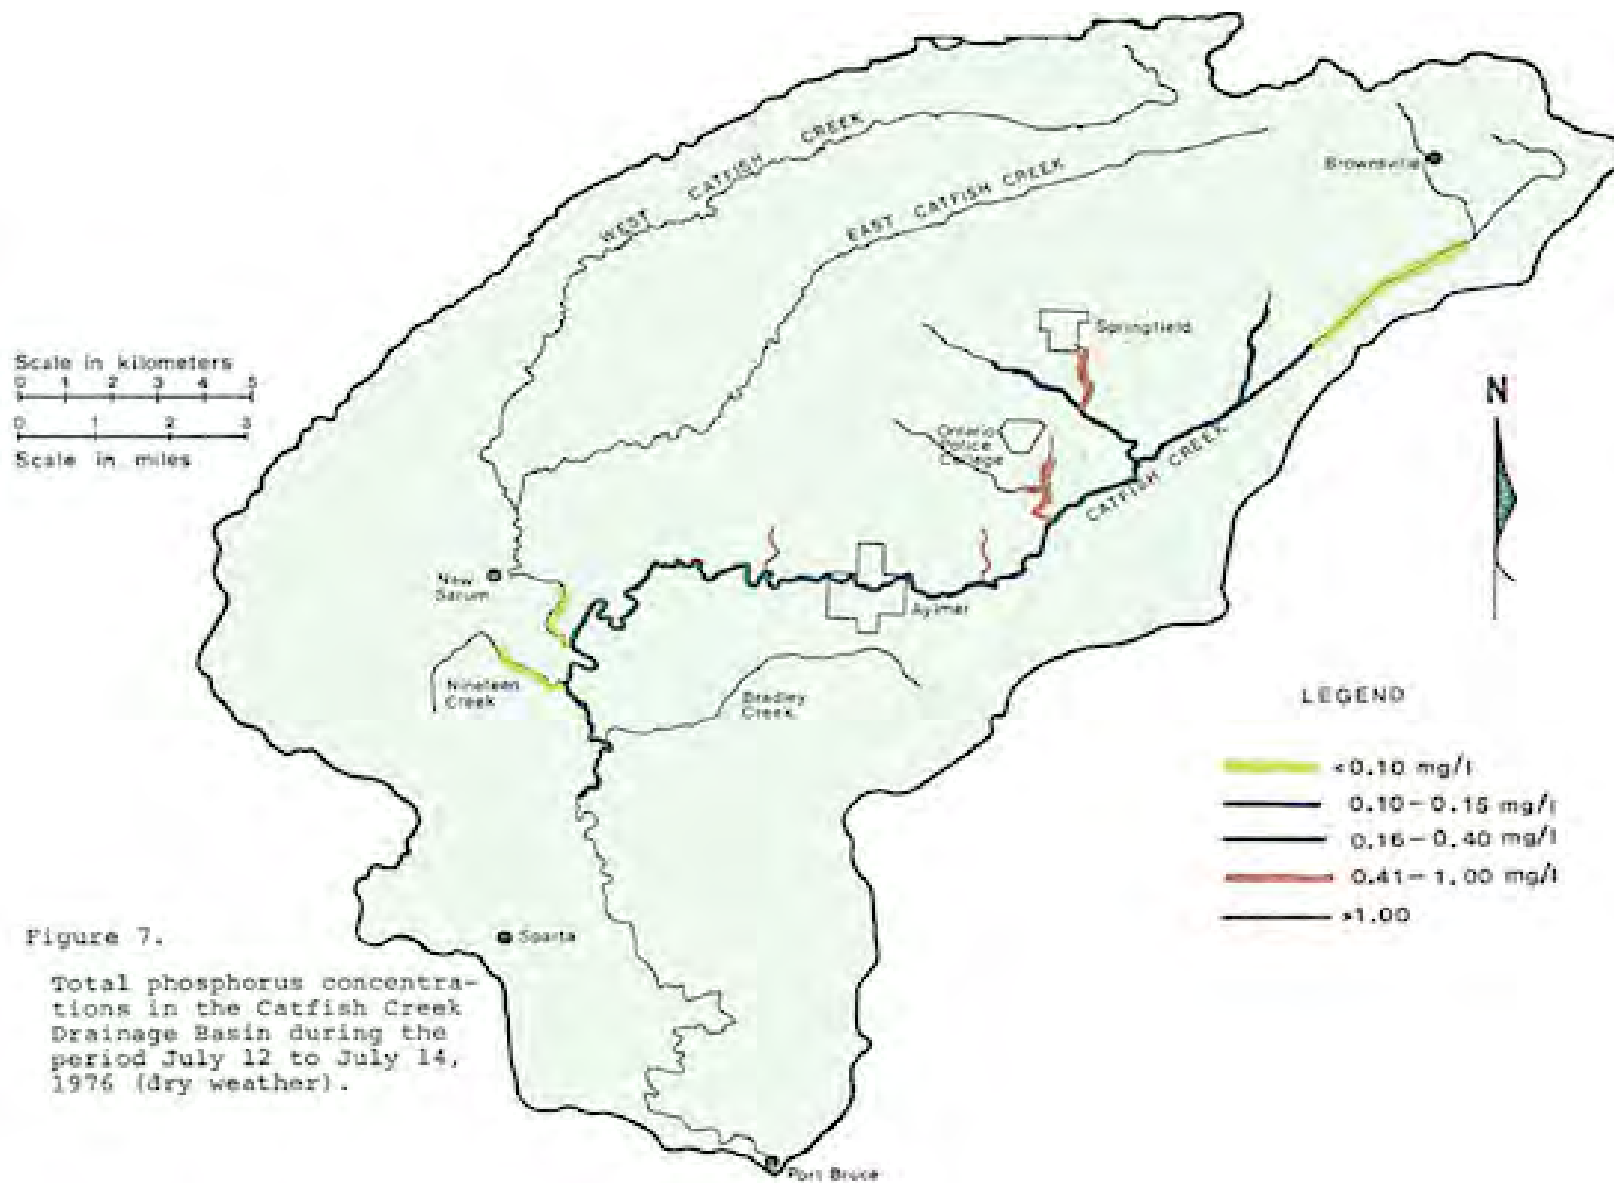 WEST CATFISH CREEK
EAST CATFISH CREEK
Brownsville
Springfield
Scale in kilometers
0 1 2 3 4 5
0 1 2 3
Scale in miles
N
Ontario
Police
College
CATFISH CREEK
New
Sarum
Aylmer
Nineteen
Creek
Bradley
Creek
LEGEND
<0.10 mg/l
0.10-0.15 mg/l
0.16-0.40 mg/l
0.41-1.00 mg/l
>1.00
Sparta
Figure 7.
Total phosphorus concentra-
tions in the Catfish Creek
Drainage Basin during the
period July 12 to July 14,
1976 (dry weather).
Port Bruce